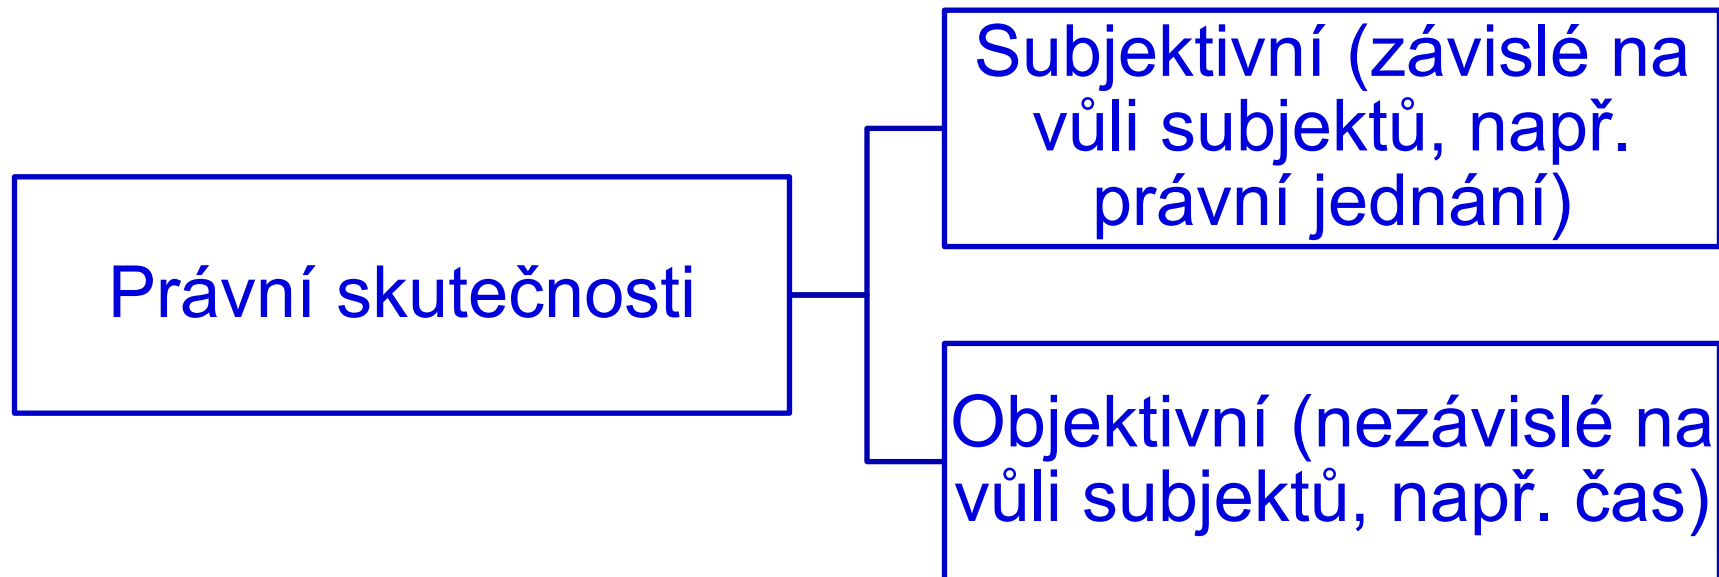 Právní skutečnosti
Subjektivní (závislé na
vůli subjektů, např.
právní jednání)
Objektivní (nezávislé na
vůli subjektů, např. čas)